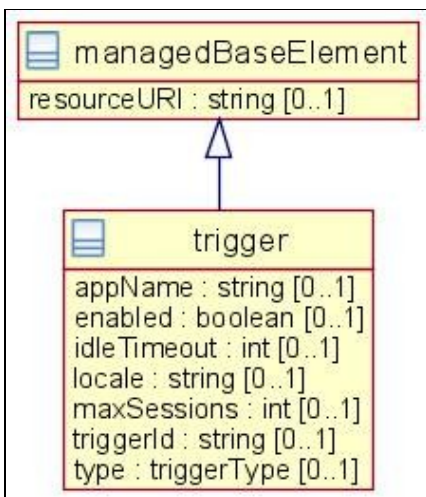 managedBaseElement
resourceURI : string [0..1]
trigger
appName : string [0..1]
enabled : boolean [0..1]
idleTimeout : int [0..1]
locale : string [0..1]
maxSessions : int [0..1]
triggerId : string [0..1]
type : triggerType [0..1]